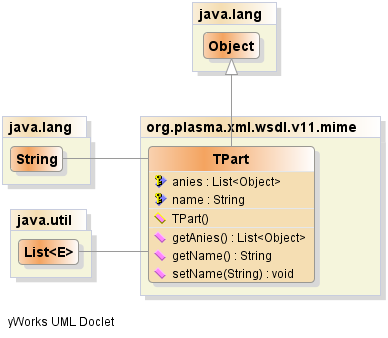 java.lang
Object
java.lang
String
org.plasma.xml.wsdl.v11.mime
TPart
anies : List<Object>
name : String
TPart()
getAnies() : List<Object>
getName() : String
setName(String) : void
java.util
List<E>
yWorks UML Doclet